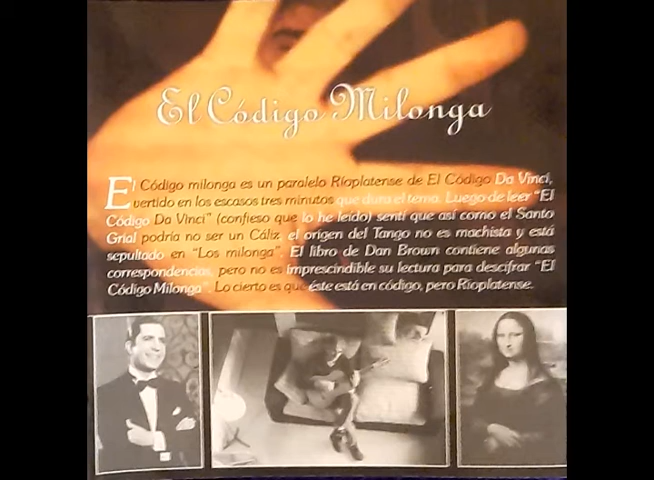 El Código Milonga
El Código milonga es un paralelo Ríoplatense de El Código Da Vinci,
vertido en los escasos tres minutos que dura el tema. Luego de leer "El
Código Da Vinci" (confieso que lo he leído) sentí que así como el Santo
Grial podría no ser un Cáliz, el origen del Tango no es machista y está
sepultado en "Los milonga". El libro de Dan Brown contiene algunas
correspondencias, pero no es imprescindible su lectura para descifrar "El
Código Milonga". Lo cierto es que éste está en código, pero Ríoplatense.